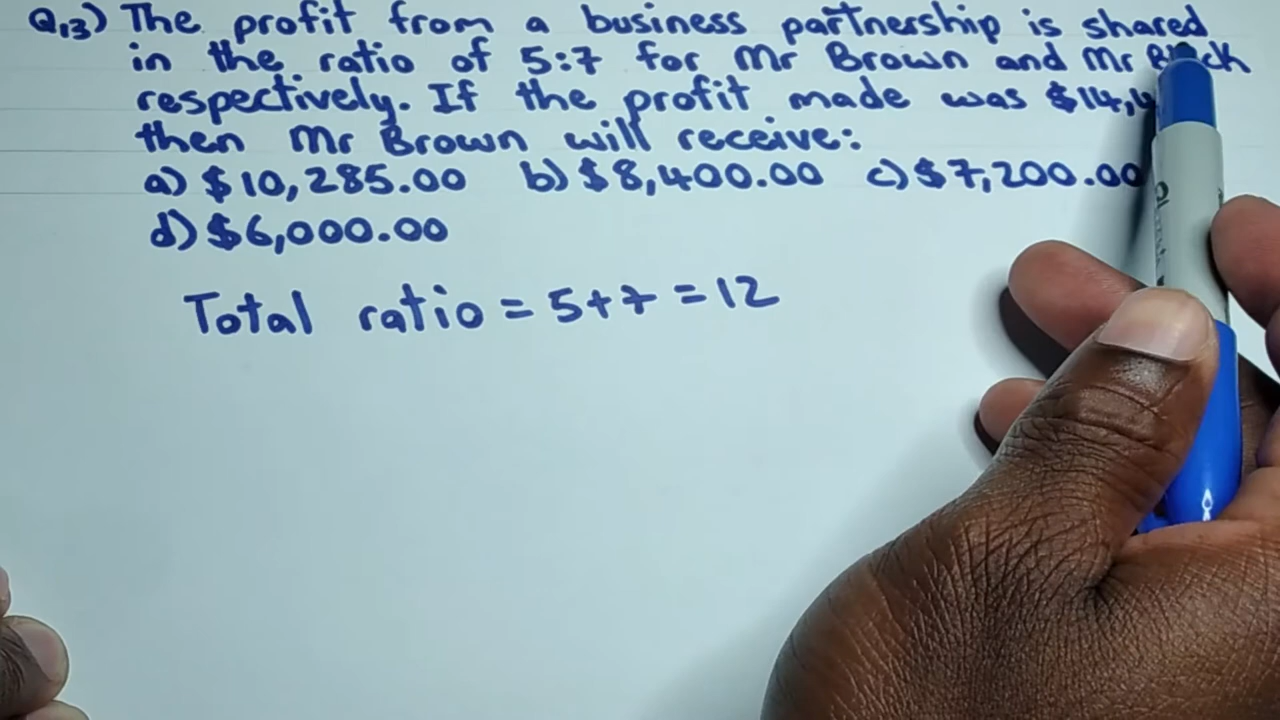 Q13) The profit from a business partnership is shared
in the ratio of 5:7 for Mr Brown and Mr
respectively. If the profit made was
then Mr Brown will receive:
a) $10,285.00 b) $8,400.00 c) $7,200.00
d) $6,000.00
Total ratio = 5+7 = 12